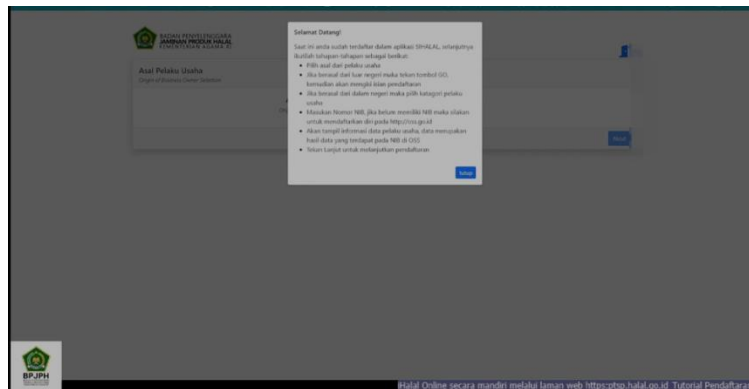 BADAN PENYELENGGARA
JAMINAN PRODUK HALAL
KEMENTERIAN AGAMA RI
Asal Pelaku Usaha
Selamat Datang!
Saat ini anda sudah terdaftar dalam aplikasi SIHALAL, selanjutnya
ikutilah tahapan-tahapan sebagai berikut:
• Pilih asal dari pelaku usaha
• Jika berasal dari luar negeri maka tekan tombol GO,
kemudian akan mengisi isian pendaftaran
• Jika berasal dari dalam negeri maka pilih katagori pelaku
usaha
• Masukan Nomor NIB, jika belum memiliki NIB maka silakan
untuk mendaftarkan diri pada http://oss.go.id
• Akan tampil informasi data pelaku usaha, data merupakan
hasil data yang terdapat pada NIB di OSS
• Tekan Lanjut untuk melanjutkan pendaftaran
Tutup
Next
BPJPH
Halal Online secara mandiri melalui laman web https:ptsp.halal.go.id Tutorial Pendaftara